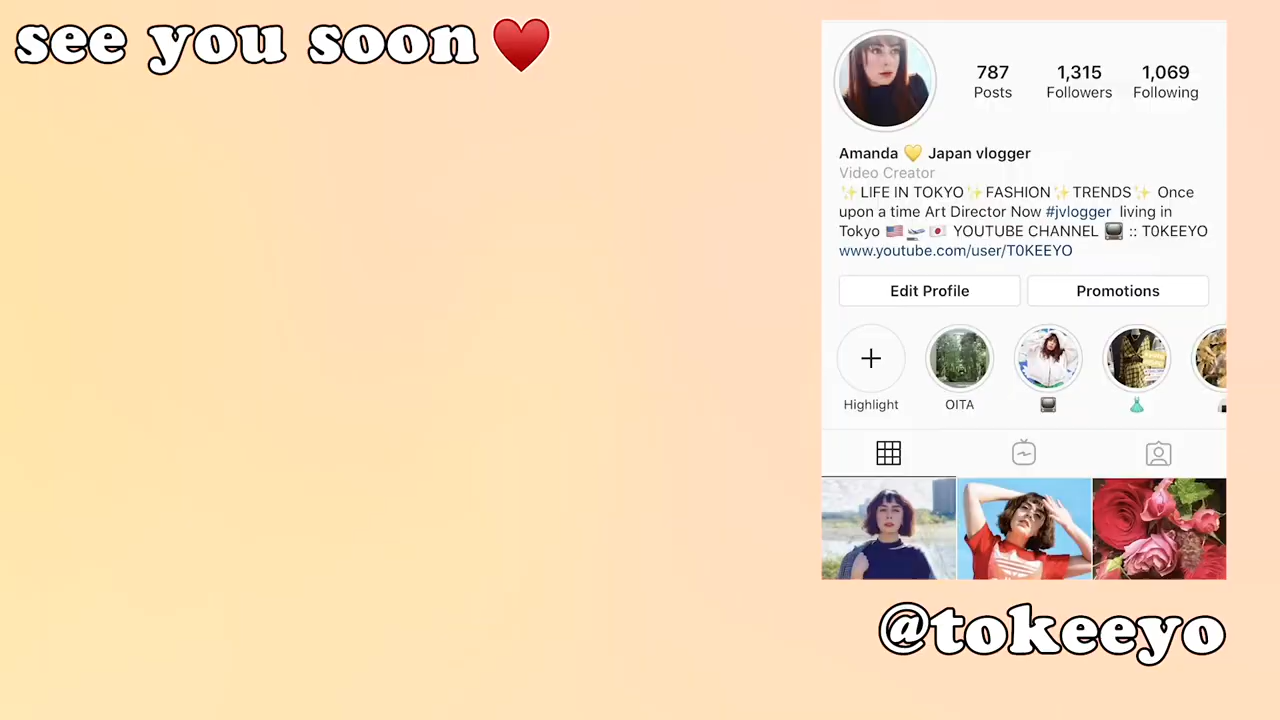 see you soon ❤️
787 1,315 1,069
Posts Followers Following
Amanda 💛 Japan vlogger
Video Creator
✨LIFE IN TOKYO✨FASHION✨TRENDS✨ Once
upon a time Art Director Now #jvlogger living in
Tokyo 🇺🇸🛫🇯🇵 YOUTUBE CHANNEL 📺 :: T0KEEYO
www.youtube.com/user/T0KEEYO
Edit Profile Promotions
Highlight OITA 📺 👗
@tokeeyo